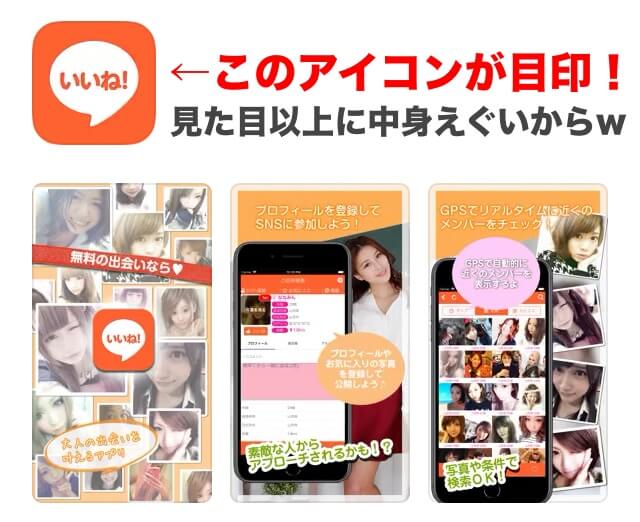 いいね!
←このアイコンが目印!
見た目以上に中身えぐいからw
無料の出会いなら♥
いいね!
大人の出会いを
叶えるアプリ
プロフィールを登録して
SNSに参加しよう!
プロフィール
プロフィールや
お気に入りの写真
を登録して
公開しよう♪
素敵な人から
アプローチされるかも!?
GPSでリアルタイムに近くの
メンバーをチェック!
GPSで自動的に
近くのメンバーを
表示するよ
写真や条件で
検索OK!